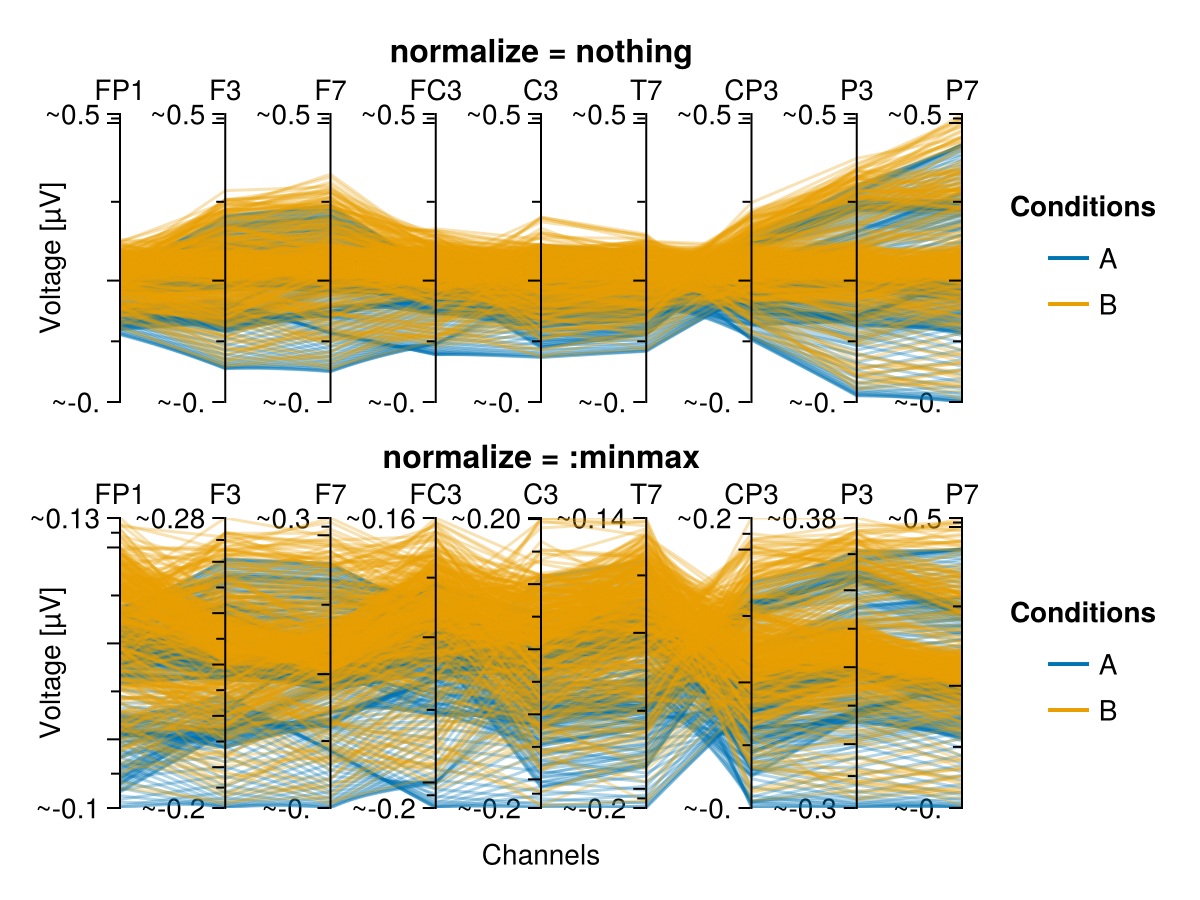 normalize = nothing
FP1 F3 F7 FC3 C3 T7 CP3 P3 P7
~0.5 ~0.5 ~0.5 ~0.5 ~0.5 ~0.5 ~0.5 ~0.5 ~0.5
Voltage [µV]
~-0. ~-0. ~-0. ~-0. ~-0. ~-0. ~-0. ~-0. ~-0.
Conditions
A
B
normalize = :minmax
FP1 F3 F7 FC3 C3 T7 CP3 P3 P7
~0.13 ~0.28 ~0.3 ~0.16 ~0.20 ~0.14 ~0.2 ~0.38 ~0.5
Voltage [µV]
~-0.1 ~-0.2 ~-0. ~-0.2 ~-0.2 ~-0.2 ~-0. ~-0.3 ~-0.
Conditions
A
B
Channels